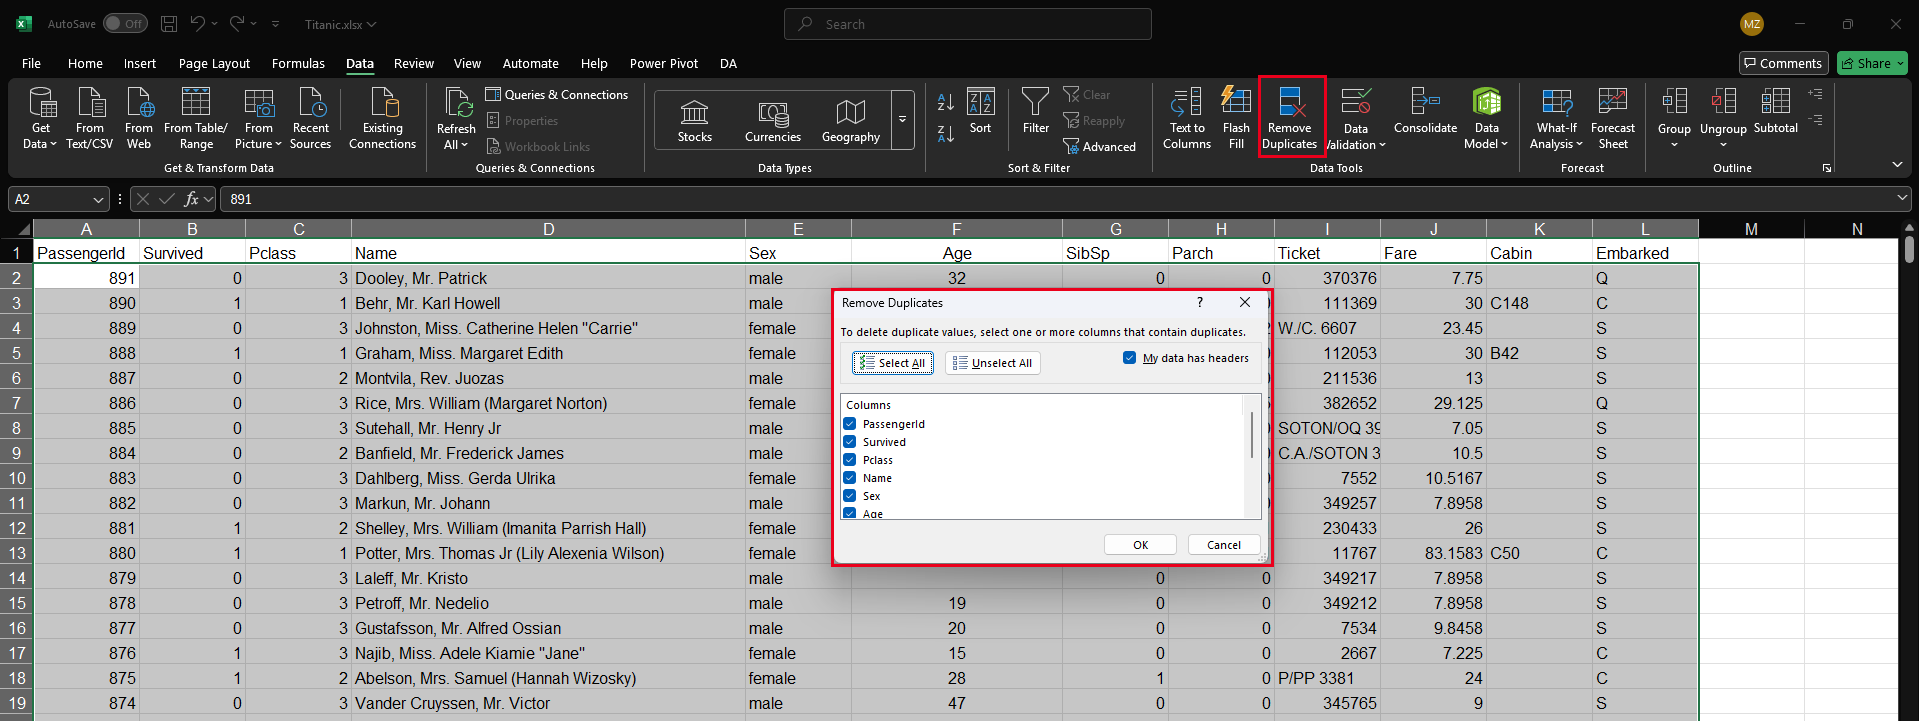 AutoSave Off Titanic.xlsx Search MZ
File Home Insert Page Layout Formulas Data Review View Automate Help Power Pivot DA Comments Share
Get Data From Text/CSV From Web From Table/Range From Picture Recent Sources Existing Connections
Get & Transform Data
Refresh All Queries & Connections
Properties
Workbook Links
Queries & Connections
Stocks Currencies Geography
Data Types
Sort Filter Clear
Reapply
Advanced
Sort & Filter
Text to Columns Flash Fill Remove Duplicates Data Validation Consolidate Data Model
Data Tools
What-If Analysis Forecast Sheet
Forecast
Group Ungroup Subtotal
Outline
A2 fx 891
A B C D E F G H I J K L M N
1 PassengerId Survived Pclass Name Sex Age SibSp Parch Ticket Fare Cabin Embarked
2 891 0 3 Dooley, Mr. Patrick male 32 0 0 370376 7.75 Q
3 890 1 1 Behr, Mr. Karl Howell male 111369 30 C148 C
4 889 0 3 Johnston, Miss. Catherine Helen "Carrie" female 2 W./C. 6607 23.45 S
5 888 1 1 Graham, Miss. Margaret Edith female 112053 30 B42 S
6 887 0 2 Montvila, Rev. Juozas male 211536 13 S
7 886 0 3 Rice, Mrs. William (Margaret Norton) female 382652 29.125 Q
8 885 0 3 Sutehall, Mr. Henry Jr male SOTON/OQ 39 7.05 S
9 884 0 2 Banfield, Mr. Frederick James male C.A./SOTON 3 10.5 S
10 883 0 3 Dahlberg, Miss. Gerda Ulrika female 7552 10.5167 S
11 882 0 3 Markun, Mr. Johann male 349257 7.8958 S
12 881 1 2 Shelley, Mrs. William (Imanita Parrish Hall) female 230433 26 S
13 880 1 1 Potter, Mrs. Thomas Jr (Lily Alexenia Wilson) female 11767 83.1583 C50 C
14 879 0 3 Laleff, Mr. Kristo male 0 0 349217 7.8958 S
15 878 0 3 Petroff, Mr. Nedelio male 19 0 0 349212 7.8958 S
16 877 0 3 Gustafsson, Mr. Alfred Ossian male 20 0 0 7534 9.8458 S
17 876 1 3 Najib, Miss. Adele Kiamie "Jane" female 15 0 0 2667 7.225 C
18 875 1 2 Abelson, Mrs. Samuel (Hannah Wizosky) female 28 1 0 P/PP 3381 24 C
19 874 0 3 Vander Cruyssen, Mr. Victor male 47 0 0 345765 9 S
Remove Duplicates ?
To delete duplicate values, select one or more columns that contain duplicates.
Select All Unselect All My data has headers
Columns
PassengerId
Survived
Pclass
Name
Sex
Age
OK Cancel